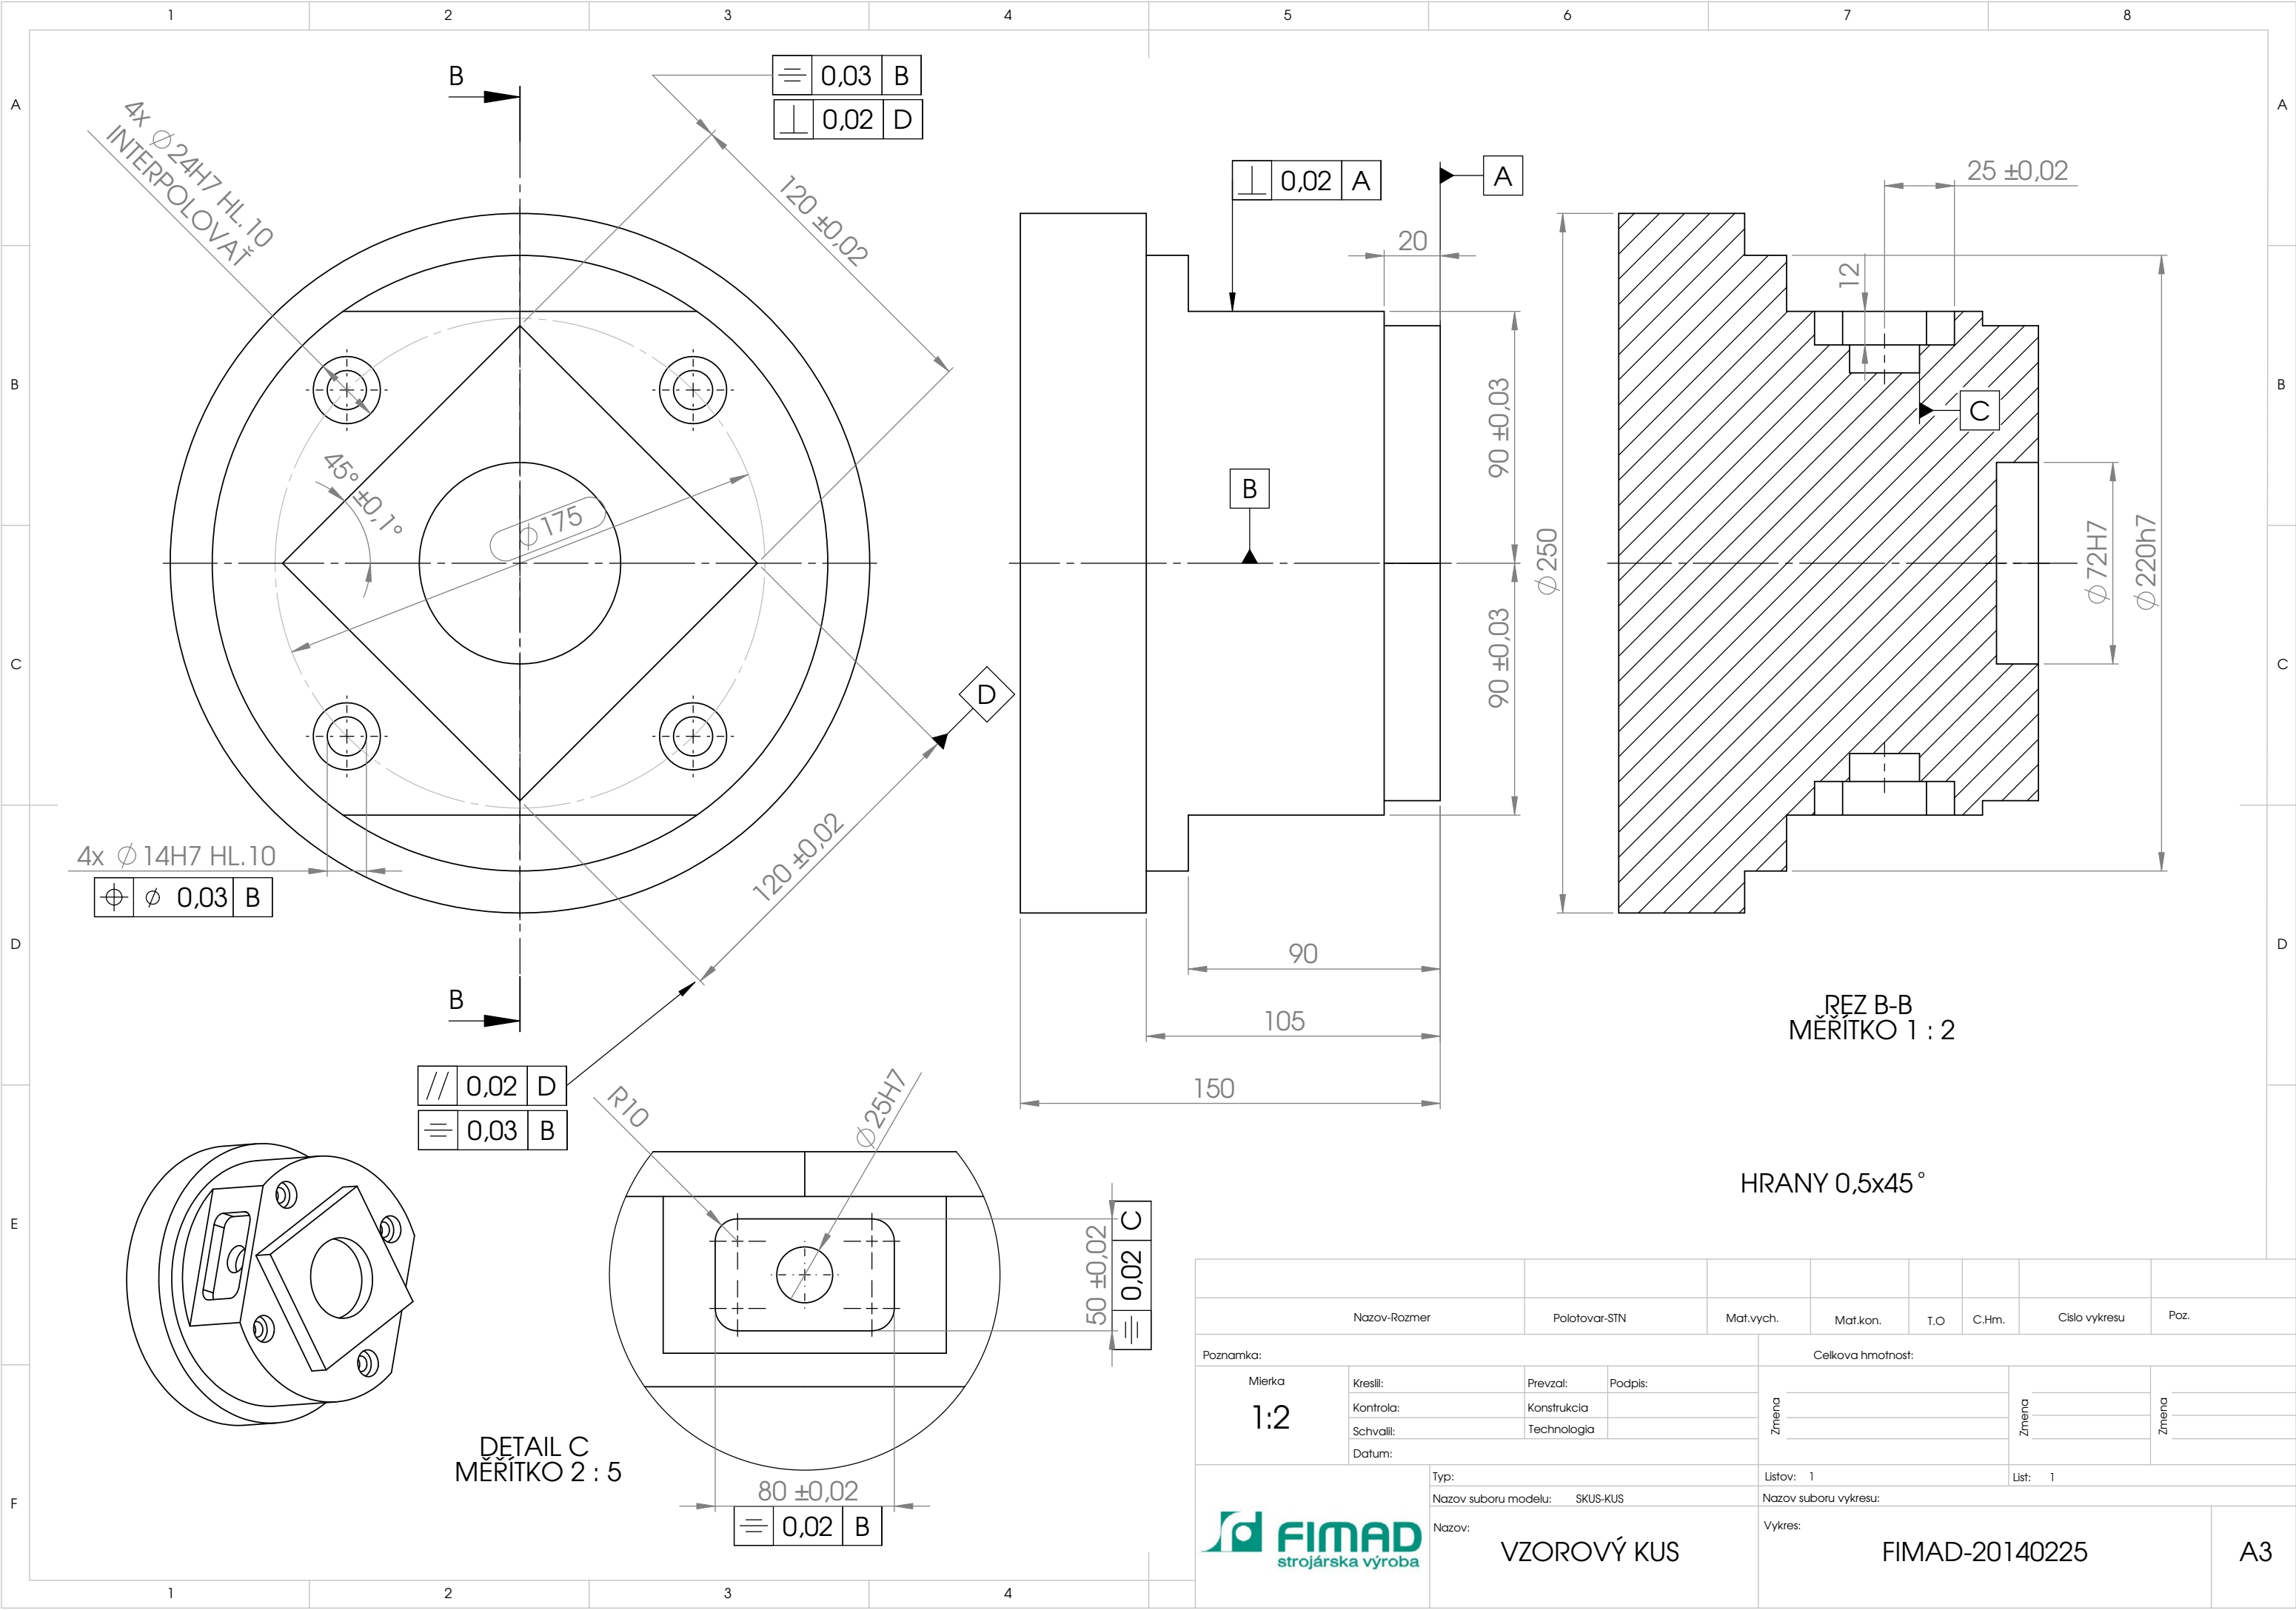 1 2 3 4 5 6 7 8
A A
B B
C C
D D
E
F
B
0,03 B
0,02 D
4x ⌀24H7 HL.10
INTERPOLOVAŤ
120 ±0,02
45° ±0,1°
⌀175
D
4x ⌀14H7 HL.10
⌀ 0,03 B
120 ±0,02
B
// 0,02 D
0,03 B
0,02 A
A
20
90 ±0,03
B
90 ±0,03
90
105
150
25 ±0,02
12
C
⌀250
⌀72H7
⌀220h7
REZ B-B
MĚŘÍTKO 1 : 2
HRANY 0,5x45°
R10
⌀25H7
50 ±0,02
0,02 C
80 ±0,02
0,02 B
DETAIL C
MĚŘÍTKO 2 : 5
Nazov-Rozmer Polotovar-STN Mat.vych. Mat.kon. T.O C.Hm. Cislo vykresu Poz.
Poznamka: Celkova hmotnost:
Mierka
1:2
Kreslil: Prevzal: Podpis:
Kontrola: Konstrukcia
Schvalil: Technologia
Datum:
Zmena Zmena Zmena
Typ: Listov: 1 List: 1
Nazov suboru modelu: SKUS-KUS Nazov suboru vykresu:
FIMAD
strojárska výroba
Nazov:
VZOROVÝ KUS
Vykres:
FIMAD-20140225
A3
1 2 3 4